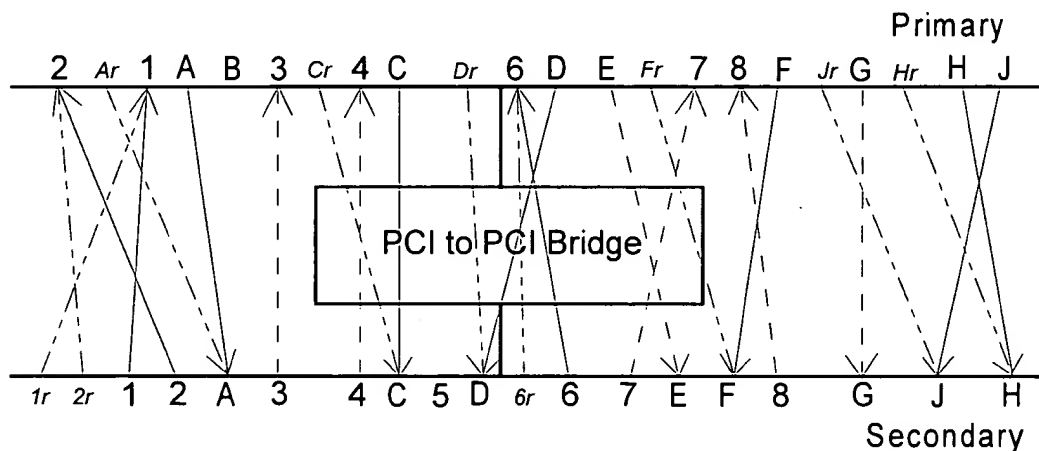 Primary
2 Ar 1 A B 3 Cr 4 C Dr 6 D E Fr 7 8 F Jr G Hr H J
PCI to PCI Bridge
1r 2r 1 2 A 3 4 C 5 D 6r 6 7 E F 8 G J H
Secondary